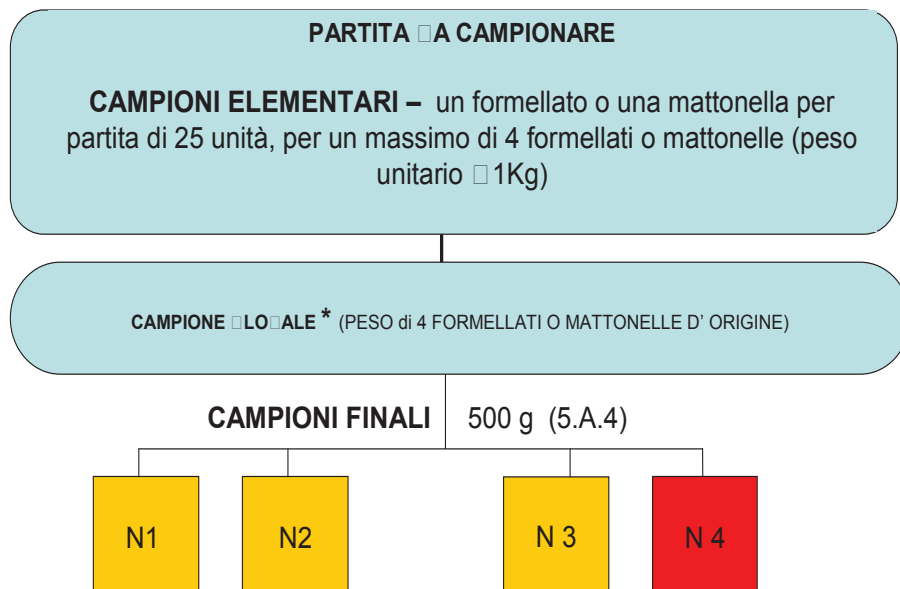 PARTITA □A CAMPIONARE
CAMPIONI ELEMENTARI – un formellato o una mattonella per
partita di 25 unità, per un massimo di 4 formellati o mattonelle (peso
unitario □ 1Kg)
CAMPIONE □LO□ALE * (PESO di 4 FORMELLATI O MATTONELLE D' ORIGINE)
CAMPIONI FINALI 500 g (5.A.4)
N1 N2 N 3 N 4